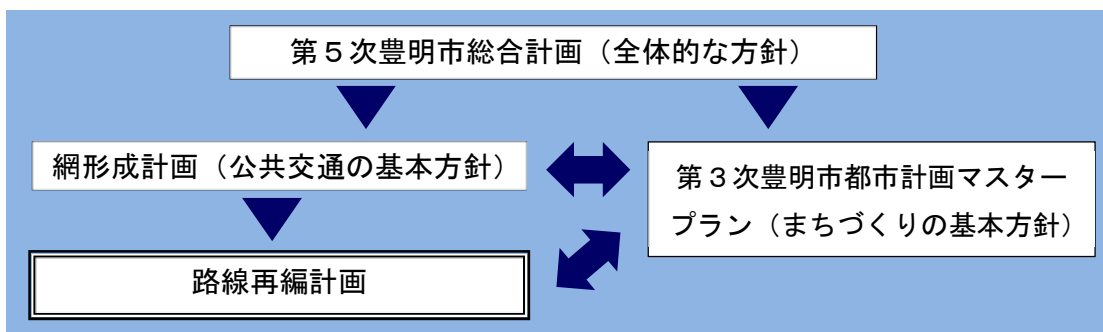 第５次豊明市総合計画（全体的な方針）
網形成計画（公共交通の基本方針）
第３次豊明市都市計画マスター
プラン（まちづくりの基本方針）
路線再編計画